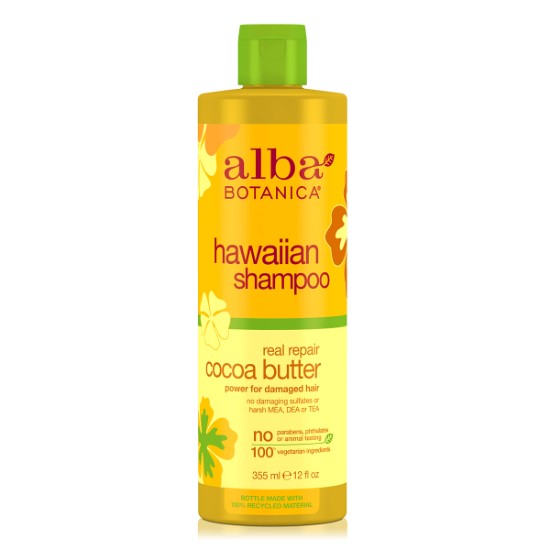 alba
BOTANICA®
hawaiian
shampoo
real repair
cocoa butter
power for damaged hair
no damaging sulfates or
harsh MEA, DEA or TEA
no parabens, phthalates
or animal testing
100% vegetarian ingredients
355 ml e 12 fl oz
BOTTLE MADE WITH
100% RECYCLED MATERIAL